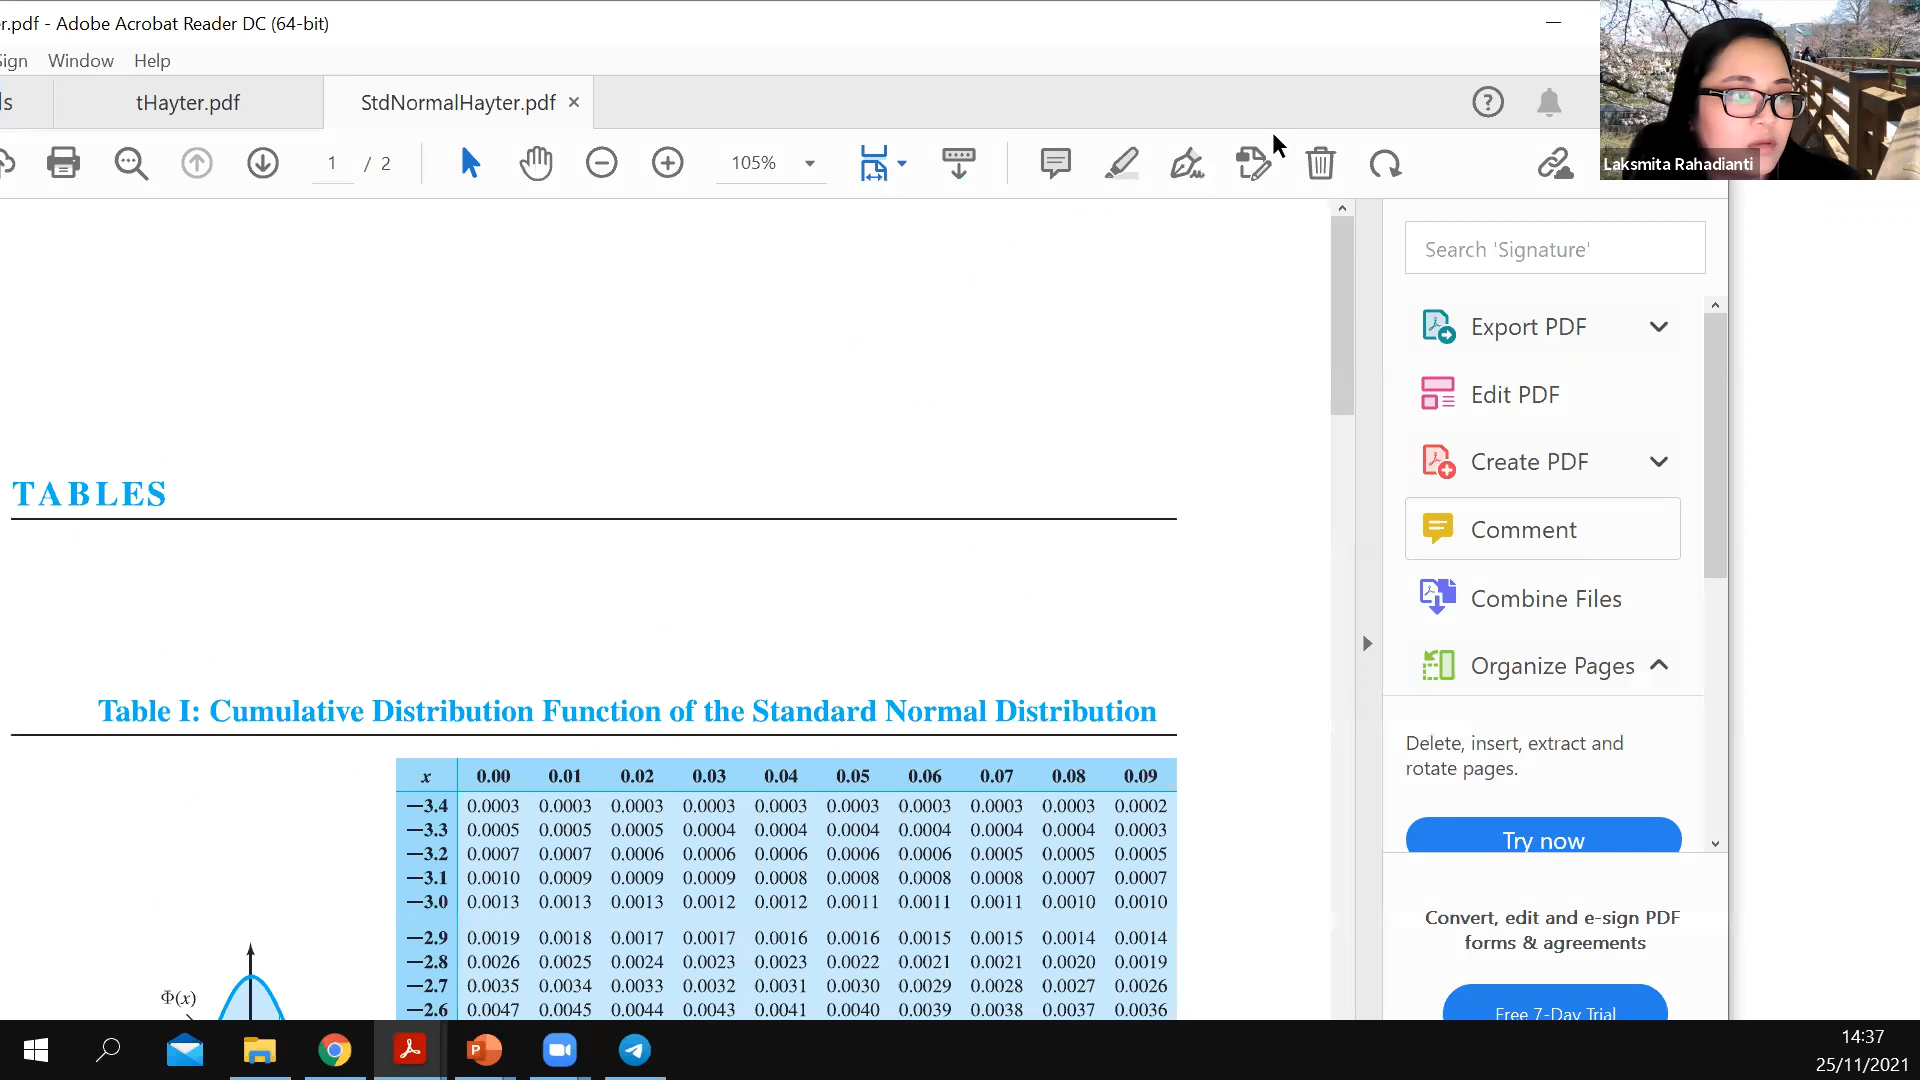 r.pdf - Adobe Acrobat Reader DC (64-bit)
Sign Window Help
ls tHayter.pdf StdNormalHayter.pdf ×
1 / 2 105%
Laksmita Rahadianti
Search 'Signature'
Export PDF
Edit PDF
Create PDF
Comment
Combine Files
Organize Pages
Delete, insert, extract and
rotate pages.
Try now
Convert, edit and e-sign PDF
forms & agreements
Free 7-Day Trial
TABLES
Table I: Cumulative Distribution Function of the Standard Normal Distribution
x 0.00 0.01 0.02 0.03 0.04 0.05 0.06 0.07 0.08 0.09
−3.4 0.0003 0.0003 0.0003 0.0003 0.0003 0.0003 0.0003 0.0003 0.0003 0.0002
−3.3 0.0005 0.0005 0.0005 0.0004 0.0004 0.0004 0.0004 0.0004 0.0004 0.0003
−3.2 0.0007 0.0007 0.0006 0.0006 0.0006 0.0006 0.0006 0.0005 0.0005 0.0005
−3.1 0.0010 0.0009 0.0009 0.0009 0.0008 0.0008 0.0008 0.0008 0.0007 0.0007
−3.0 0.0013 0.0013 0.0013 0.0012 0.0012 0.0011 0.0011 0.0011 0.0010 0.0010
−2.9 0.0019 0.0018 0.0017 0.0017 0.0016 0.0016 0.0015 0.0015 0.0014 0.0014
−2.8 0.0026 0.0025 0.0024 0.0023 0.0023 0.0022 0.0021 0.0021 0.0020 0.0019
−2.7 0.0035 0.0034 0.0033 0.0032 0.0031 0.0030 0.0029 0.0028 0.0027 0.0026
−2.6 0.0047 0.0045 0.0044 0.0043 0.0041 0.0040 0.0039 0.0038 0.0037 0.0036
Φ(x)
14:37
25/11/2021